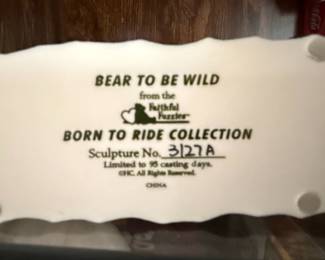 BEAR TO BE WILD
from the
Faithful
Fuzzies™
BORN TO RIDE COLLECTION
Sculpture No. 3127A
Limited to 95 casting days.
©HC. All Rights Reserved.
CHINA